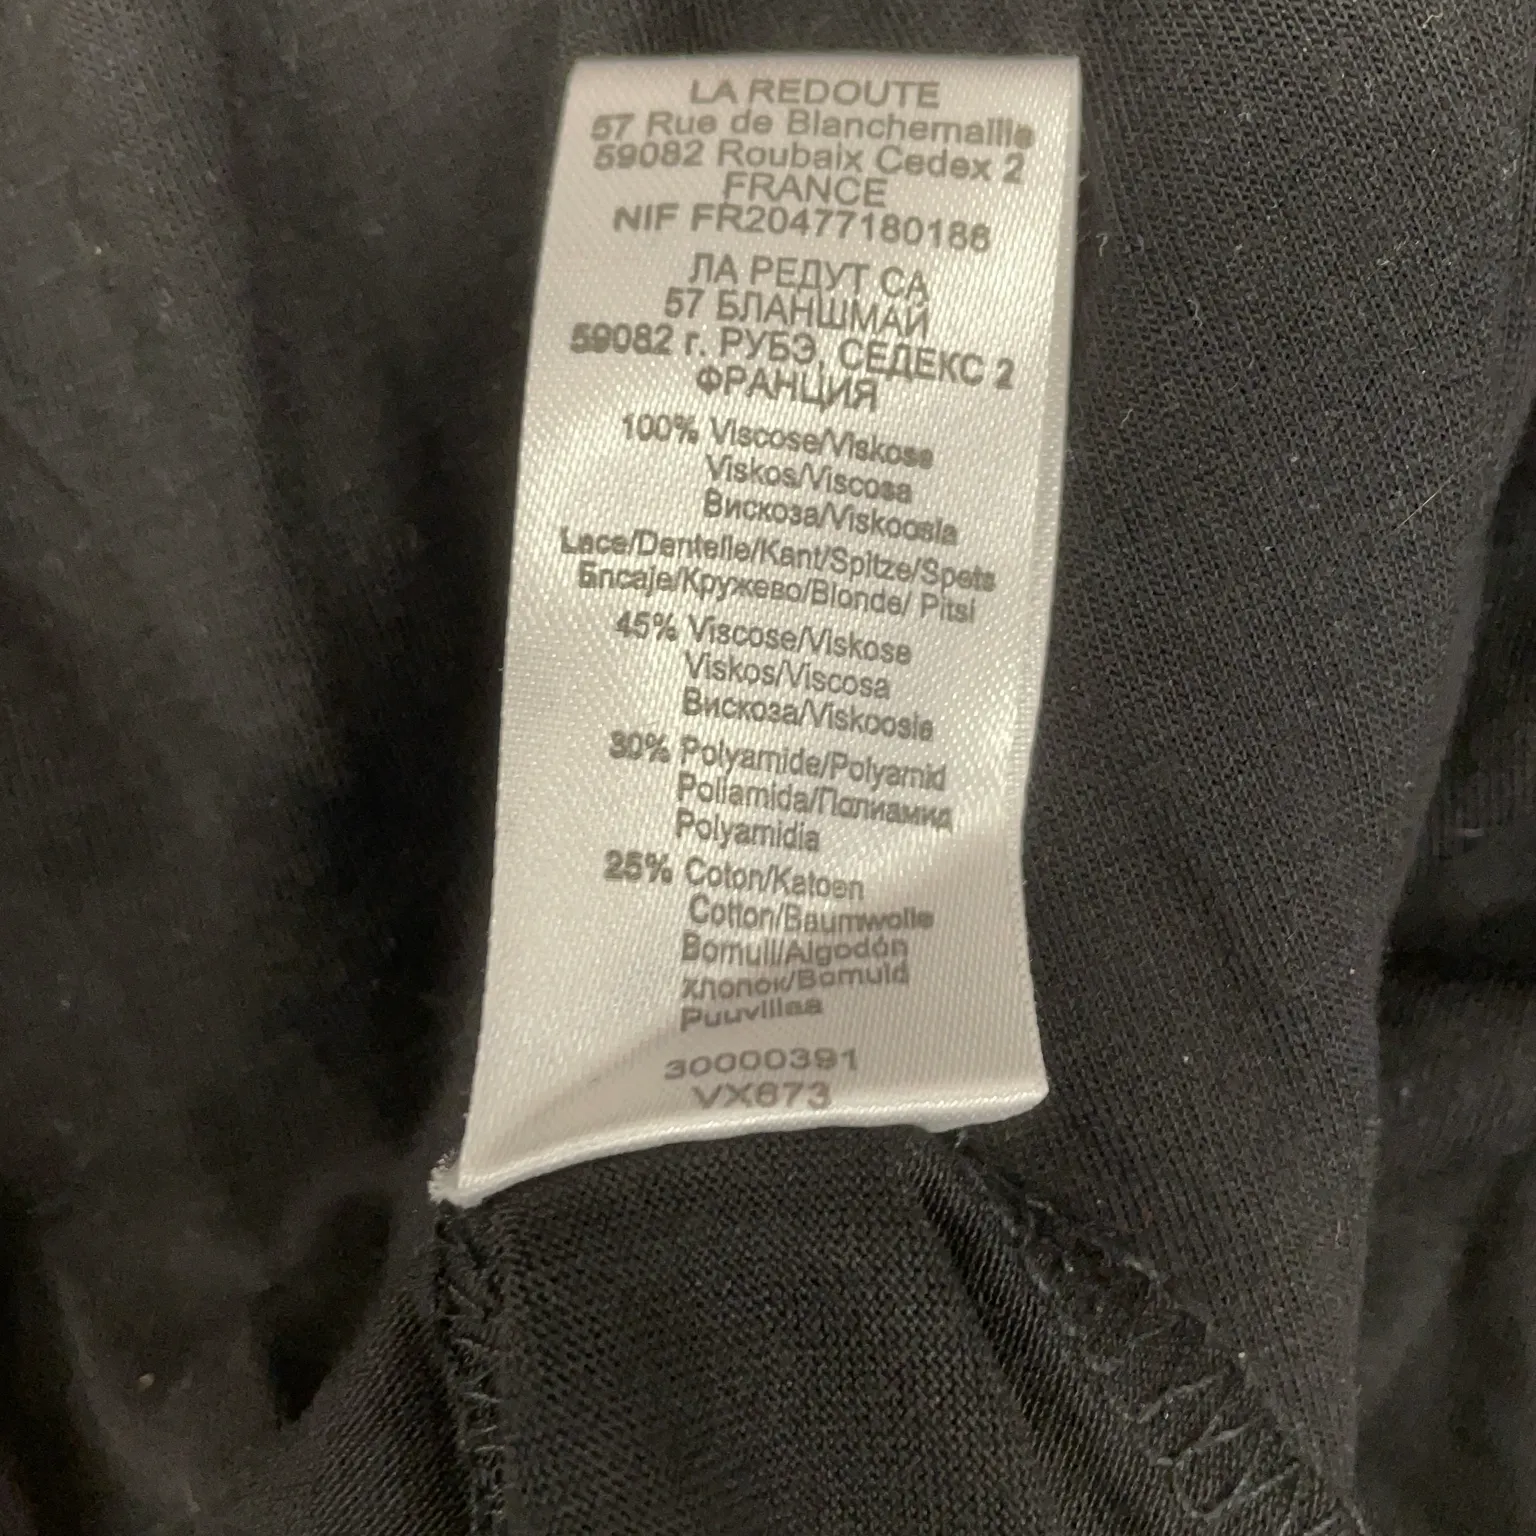 LA REDOUTE
57 Rue de Blanchemaille
59082 Roubaix Cedex 2
FRANCE
NIF FR20477180186
ЛА РЕДУТ СА
57 БЛАНШМАЙ
59082 г. РУБЭ, СЕДЕКС 2
ФРАНЦИЯ
100% Viscose/Viskose
Viskos/Viscosa
Вискоза/Viskoosia
Lace/Dentelle/Kant/Spitze/Spets
Encaje/Кружево/Blonde/ Pitsi
45% Viscose/Viskose
Viskos/Viscosa
Вискоза/Viskoosia
30% Polyamide/Polyamid
Poliamida/Полиамид
Polyamidia
25% Coton/Katoen
Cotton/Baumwolle
Bomull/Algodón
хлопок/Bomuld
Puuvillaa
30000391
VX673